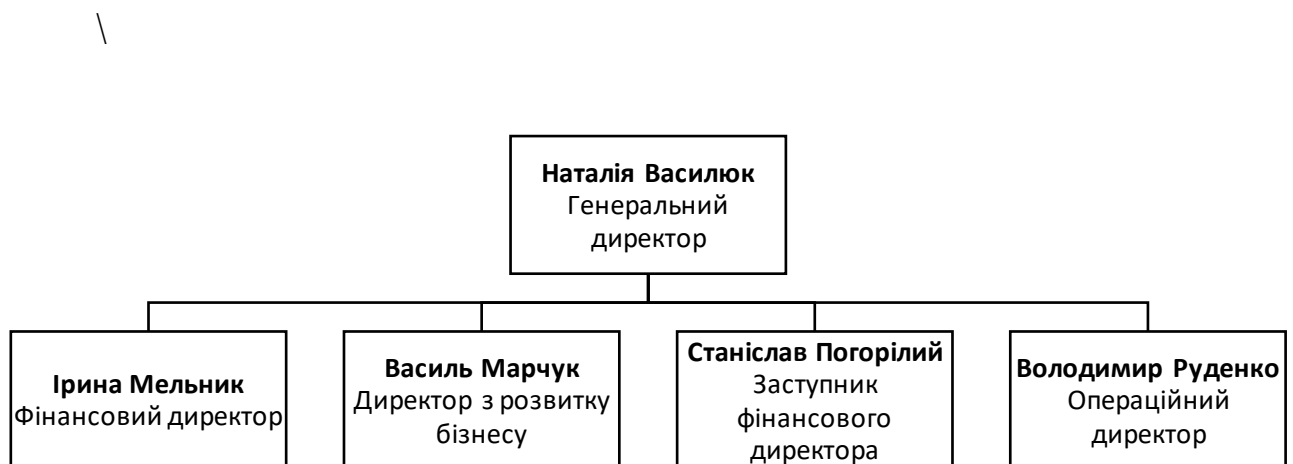 \
Наталія Василюк
Генеральний
директор
Ірина Мельник
Фінансовий директор
Василь Марчук
Директор з розвитку
бізнесу
Станіслав Погорілий
Заступник
фінансового
директора
Володимир Руденко
Операційний
директор